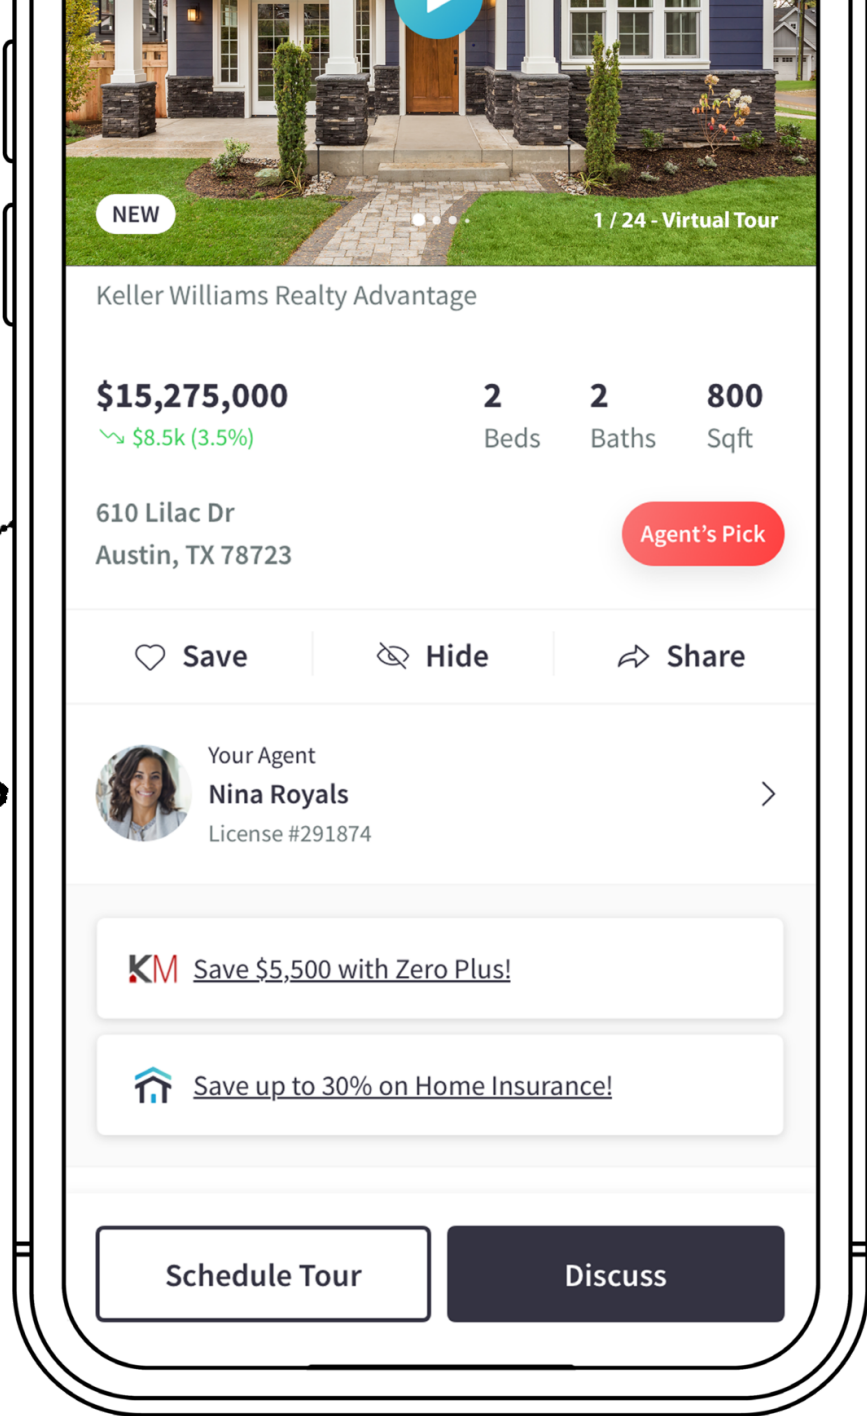 NEW
1 / 24 - Virtual Tour
Keller Williams Realty Advantage
$15,275,000
$8.5k (3.5%)
2
Beds
2
Baths
800
Sqft
610 Lilac Dr
Austin, TX 78723
Agent’s Pick
Save
Hide
Share
Your Agent
Nina Royals
License #291874
KM Save $5,500 with Zero Plus!
Save up to 30% on Home Insurance!
Schedule Tour
Discuss